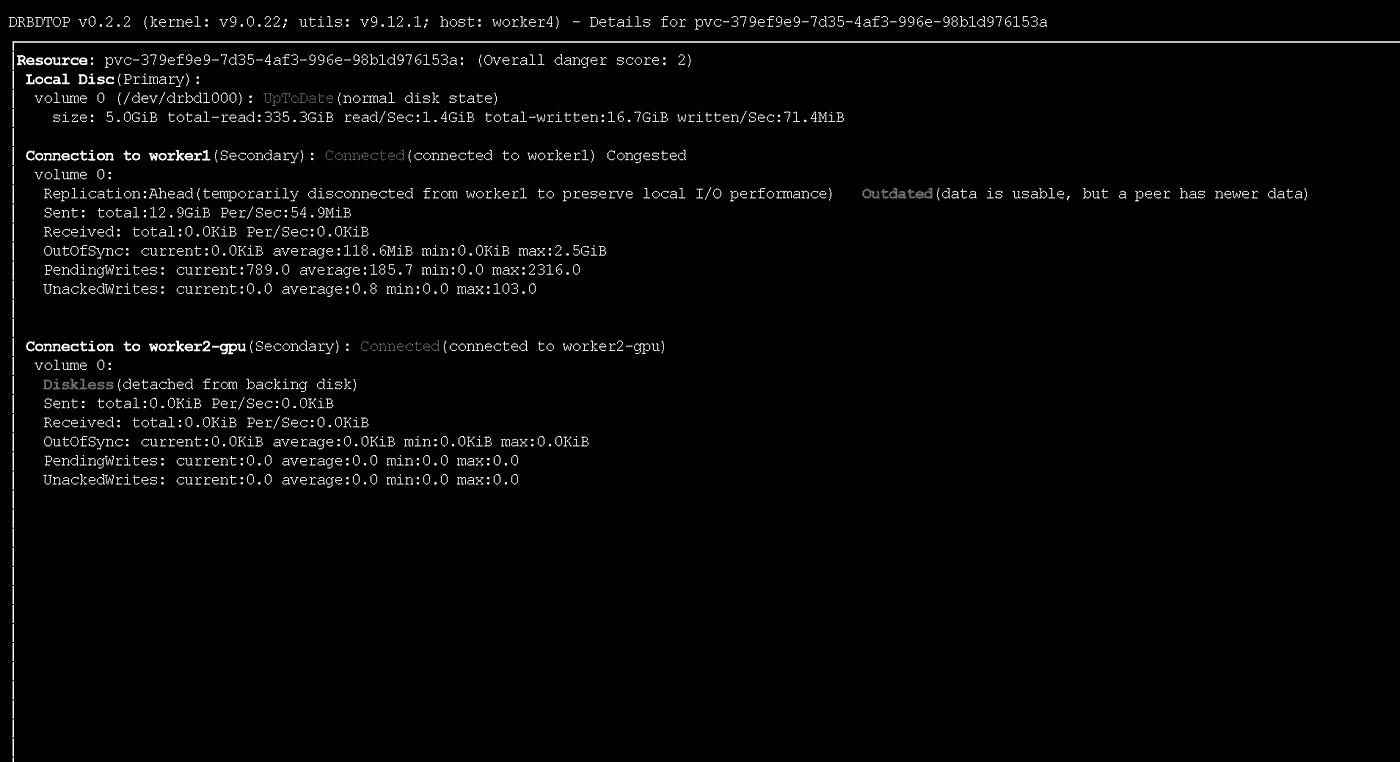 DRBDTOP v0.2.2 (kernel: v9.0.22; utils: v9.12.1; host: worker4) - Details for pvc-379ef9e9-7d35-4af3-996e-98b1d976153a
Resource: pvc-379ef9e9-7d35-4af3-996e-98b1d976153a: (Overall danger score: 2)
Local Disc(Primary):
volume 0 (/dev/drbd1000): UpToDate(normal disk state)
size: 5.0GiB total-read:335.3GiB read/Sec:1.4GiB total-written:16.7GiB written/Sec:71.4MiB
Connection to worker1(Secondary): Connected(connected to worker1) Congested
volume 0:
Replication:Ahead(temporarily disconnected from worker1 to preserve local I/O performance) Outdated(data is usable, but a peer has newer data)
Sent: total:12.9GiB Per/Sec:54.9MiB
Received: total:0.0KiB Per/Sec:0.0KiB
OutOfSync: current:0.0KiB average:118.6MiB min:0.0KiB max:2.5GiB
PendingWrites: current:789.0 average:185.7 min:0.0 max:2316.0
UnackedWrites: current:0.0 average:0.8 min:0.0 max:103.0
Connection to worker2-gpu(Secondary): Connected(connected to worker2-gpu)
volume 0:
Diskless(detached from backing disk)
Sent: total:0.0KiB Per/Sec:0.0KiB
Received: total:0.0KiB Per/Sec:0.0KiB
OutOfSync: current:0.0KiB average:0.0KiB min:0.0KiB max:0.0KiB
PendingWrites: current:0.0 average:0.0 min:0.0 max:0.0
UnackedWrites: current:0.0 average:0.0 min:0.0 max:0.0